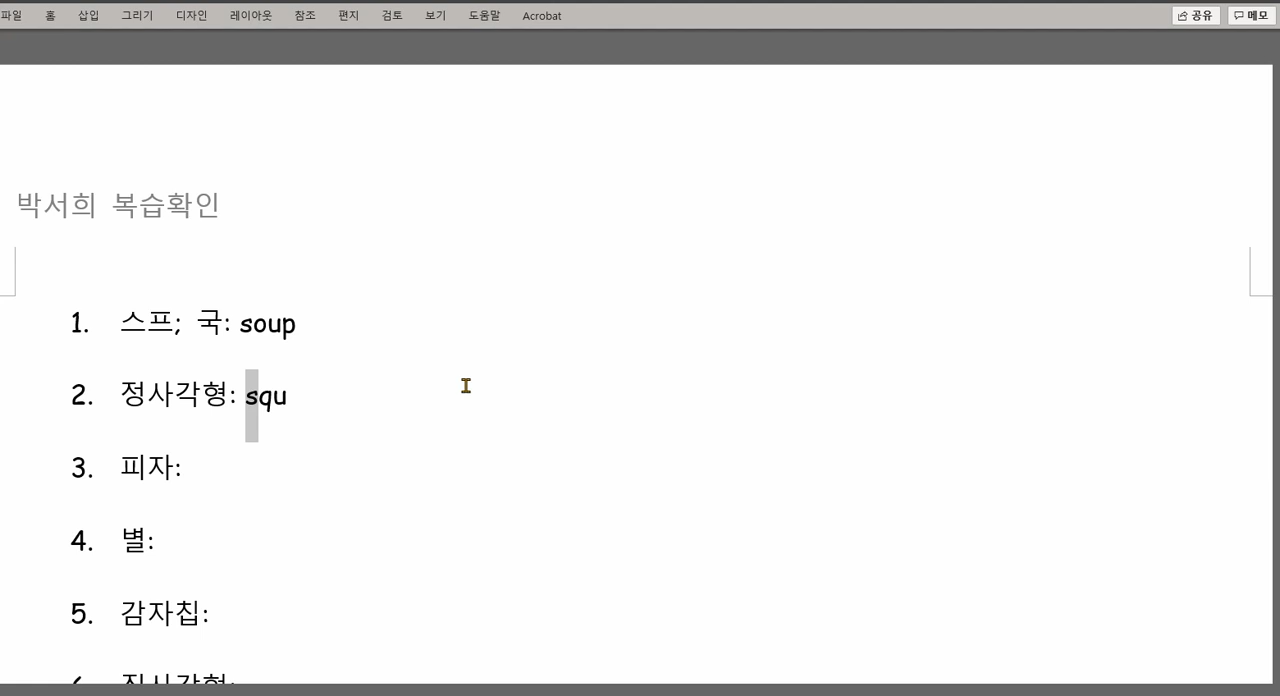 파일 홈 삽입 그리기 디자인 레이아웃 참조 편지 검토 보기 도움말 Acrobat 공유 메모
박서희 복습확인
1. 스프; 국: soup
2. 정사각형: squ
3. 피자:
4. 별:
5. 감자칩: